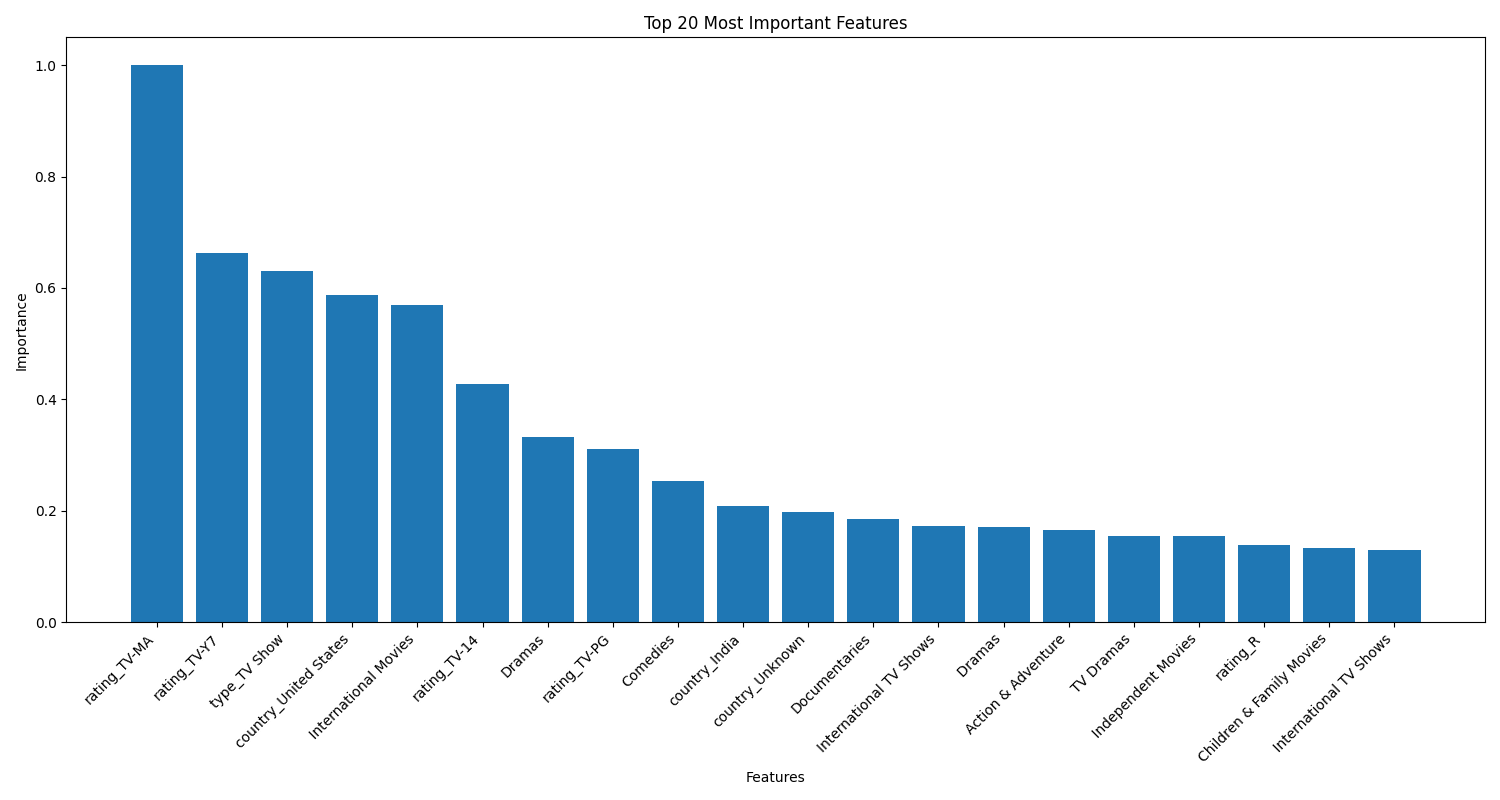 Top 20 Most Important Features
Importance
1.0
0.8
0.6
0.4
0.2
0.0
rating_TV-MA
rating_TV-Y7
type_TV Show
country_United States
International Movies
rating_TV-14
Dramas
rating_TV-PG
Comedies
country_India
country_Unknown
Documentaries
International TV Shows
Dramas
Action & Adventure
TV Dramas
Independent Movies
rating_R
Children & Family Movies
International TV Shows
Features